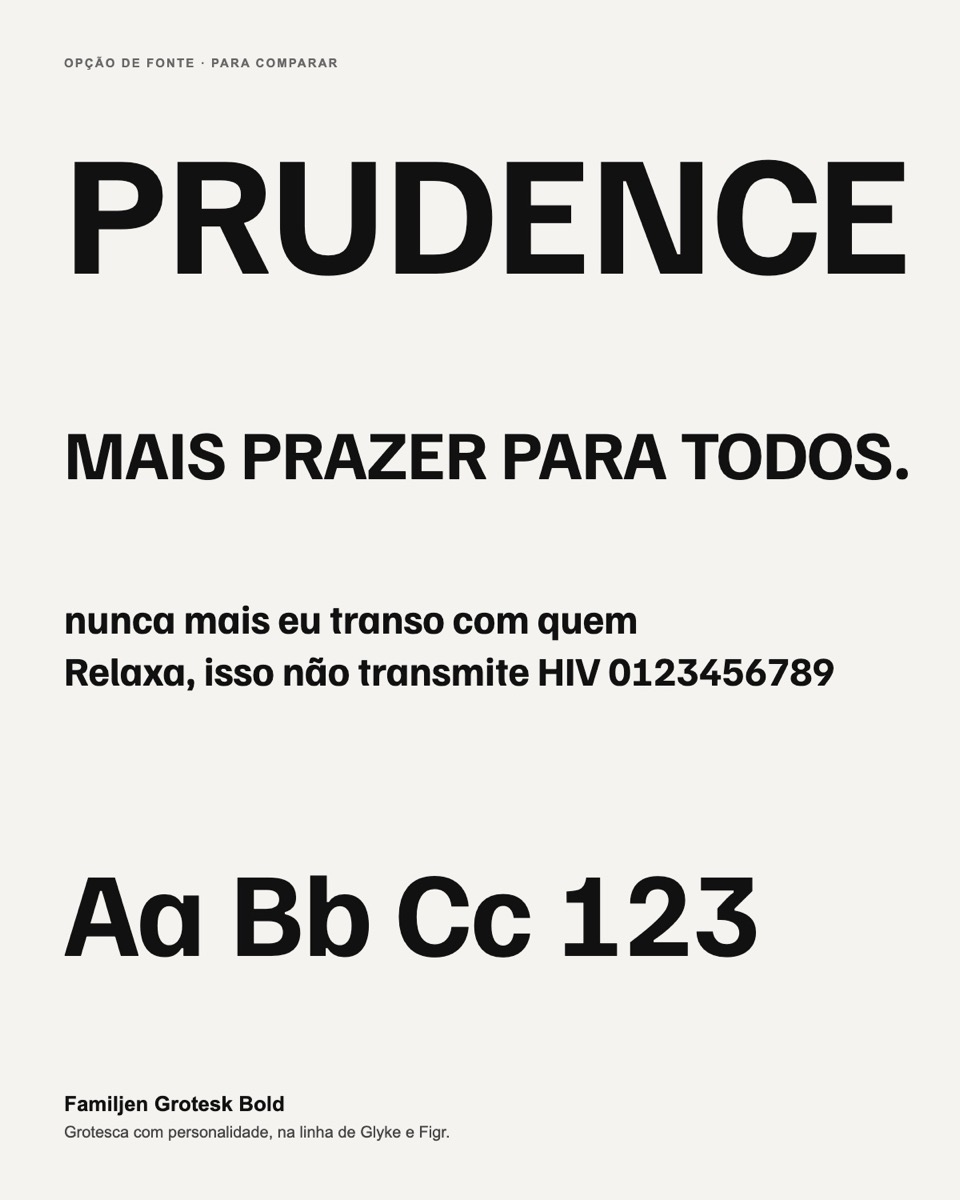 OPÇÃO DE FONTE · PARA COMPARAR
PRUDENCE
MAIS PRAZER PARA TODOS.
nunca mais eu transo com quem
Relaxa, isso não transmite HIV 0123456789
Aa Bb Cc 123
Familjen Grotesk Bold
Grotesca com personalidade, na linha de Glyke e Figr.